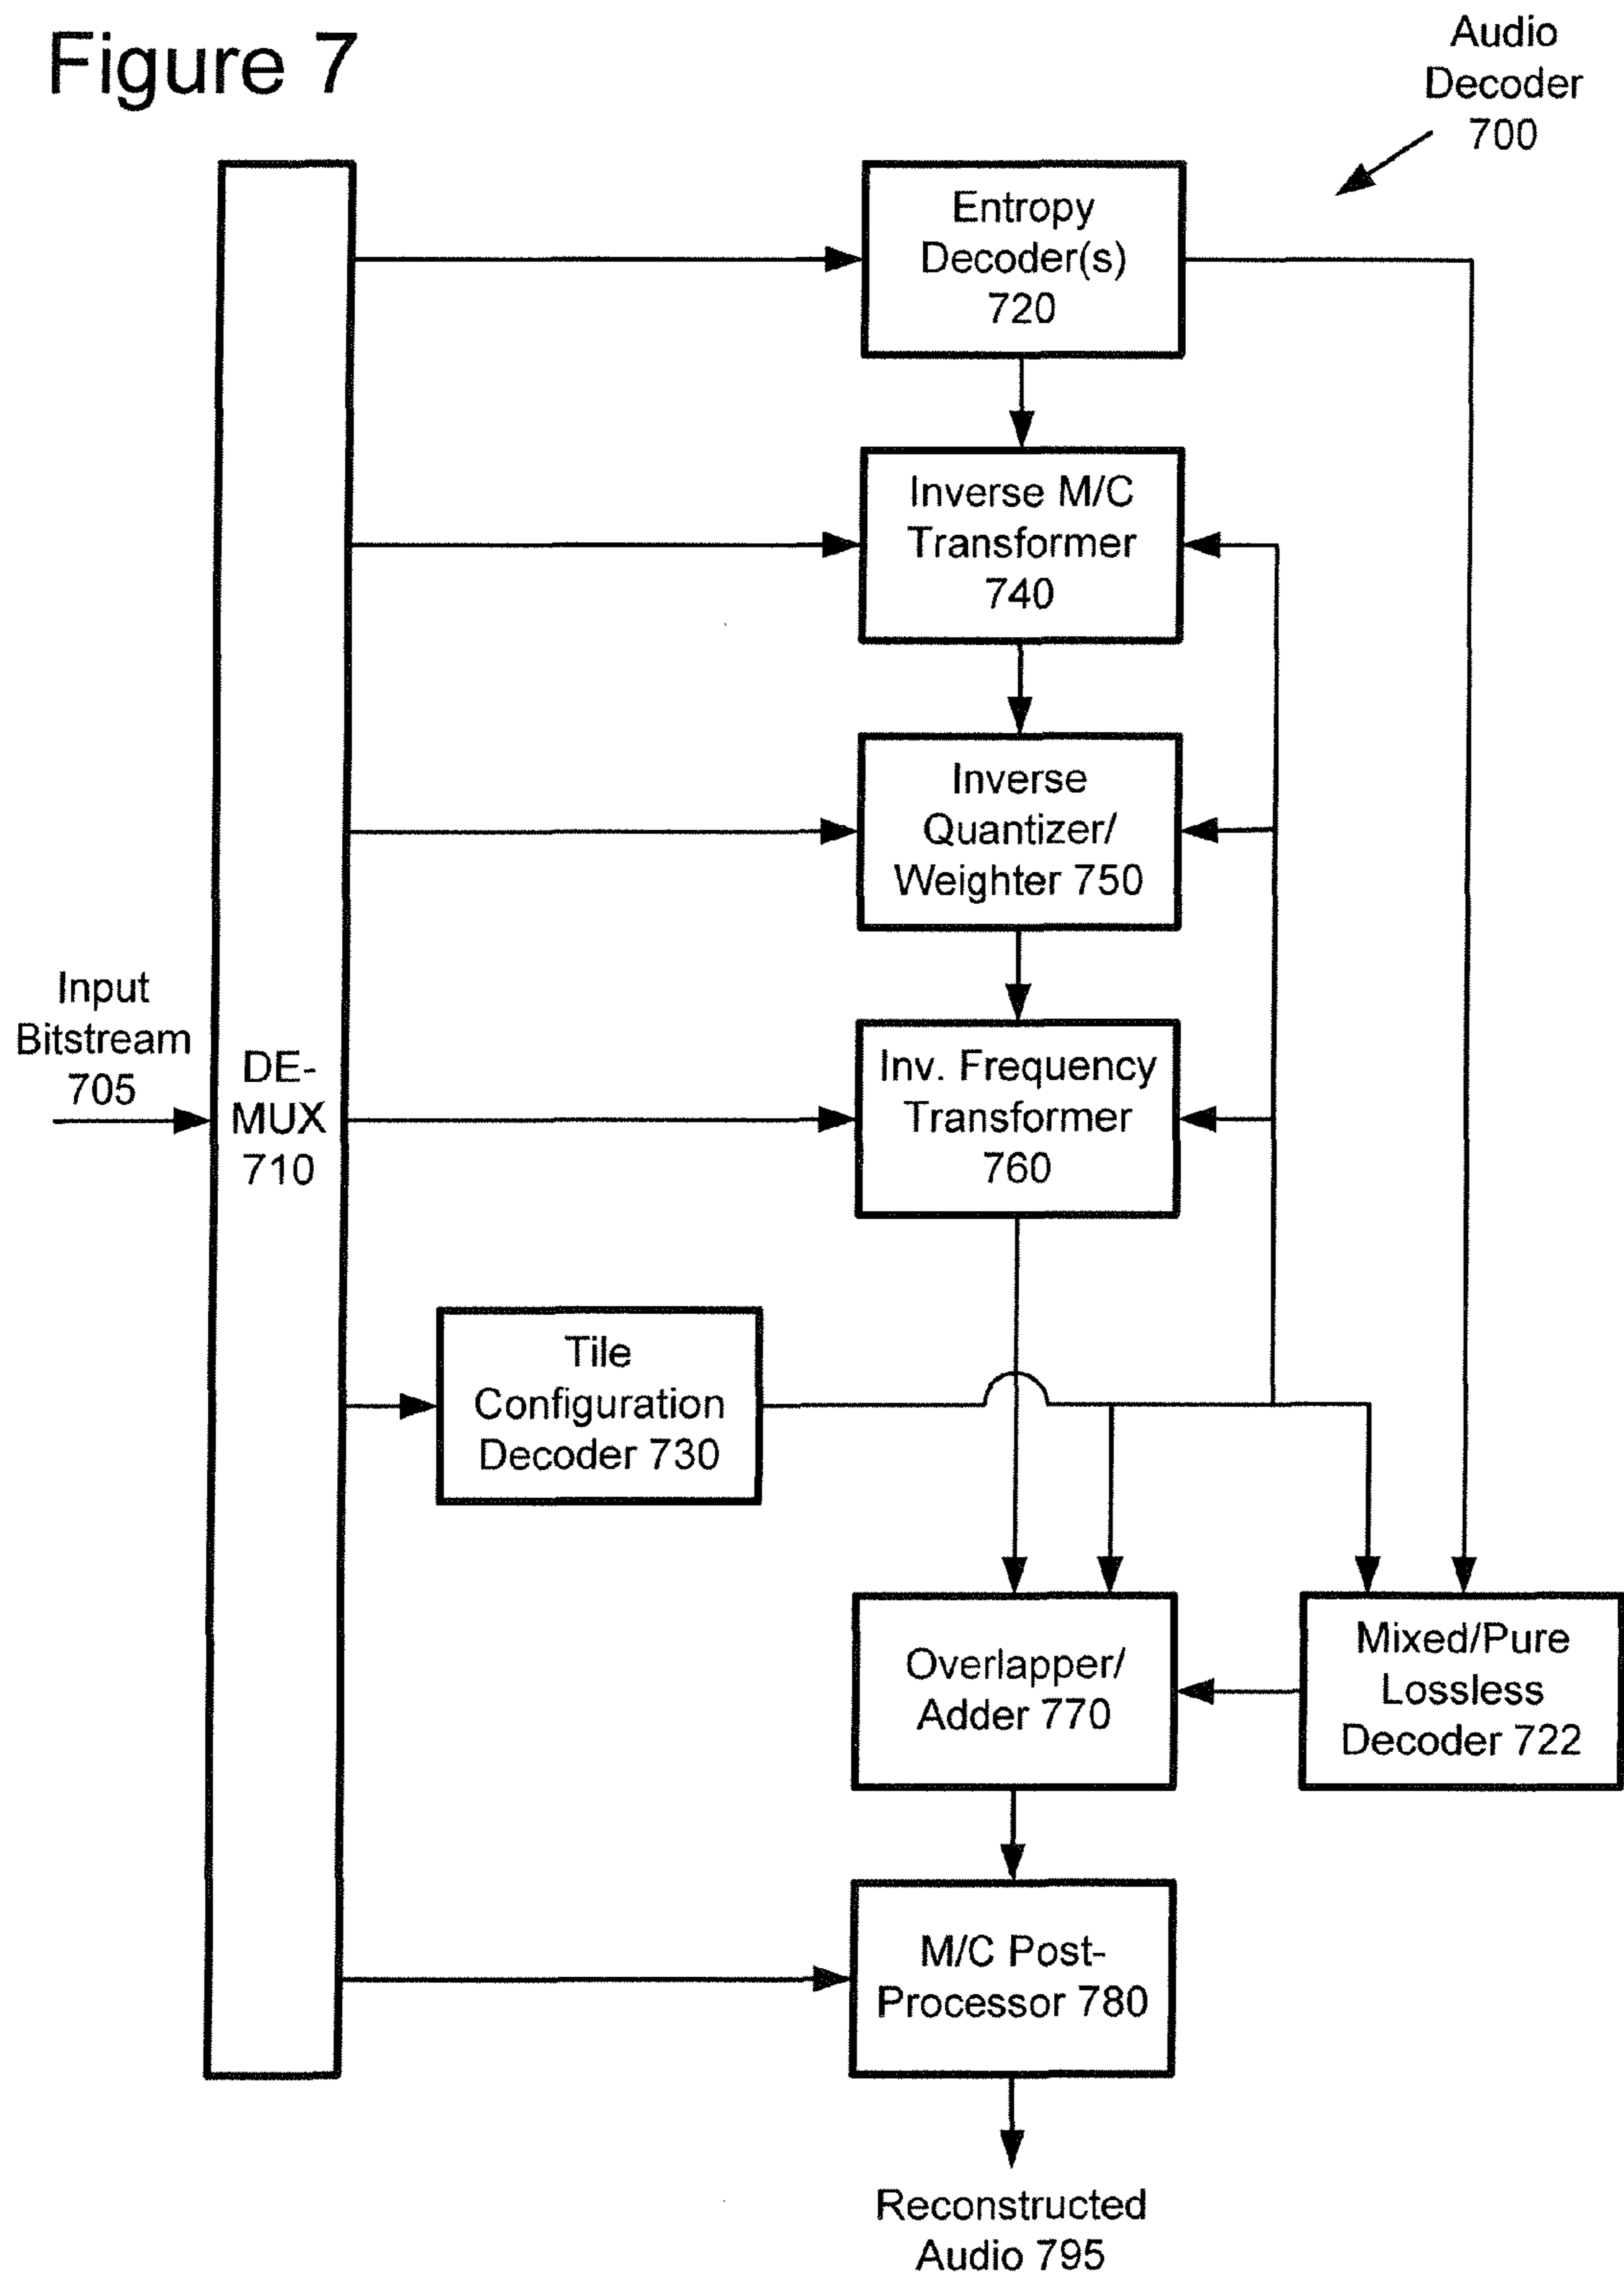 Figure 7
Audio
Decoder
700
Entropy
Decoder(s)
720
Inverse M/C
Transformer
740
Inverse
Quantizer/
Weighter 750
Input
Bitstream
705
DE-
MUX
710
Inv. Frequency
Transformer
760
Tile
Configuration
Decoder 730
Overlapper/
Adder 770
Mixed/Pure
Lossless
Decoder 722
M/C Post-
Processor 780
Reconstructed
Audio 795